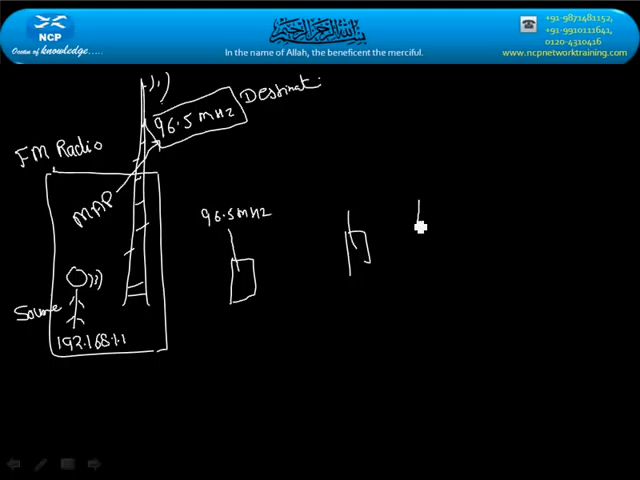 NCP
Ocean of knowledge.....
بسم الله الرحمن الرحيم
In the name of Allah, the beneficent the merciful.
+91-9871481152,
+91-9910111641,
0120-4310416
www.ncpnetworktraining.com
Destinat
96.5 MHz
FM Radio
MAP
96.5 MHz
Source
192.168.1.1